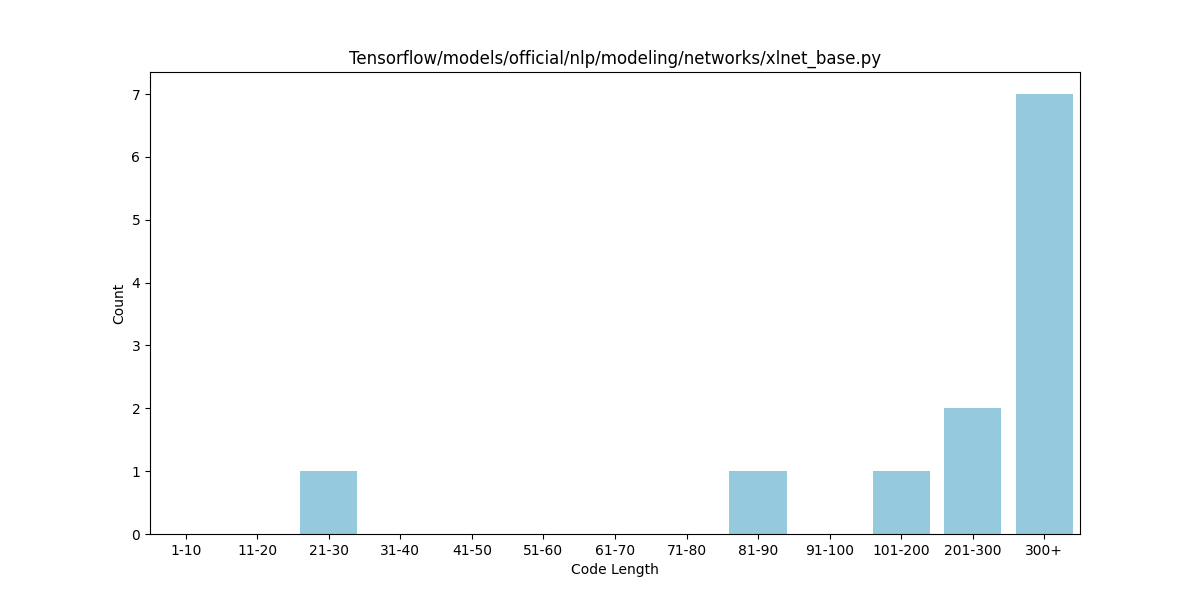 Tensorflow/models/official/nlp/modeling/networks/xlnet_base.py
7
6
5
4
3
2
1
0
Count
1-10 11-20 21-30 31-40 41-50 51-60 61-70 71-80 81-90 91-100 101-200 201-300 300+
Code Length